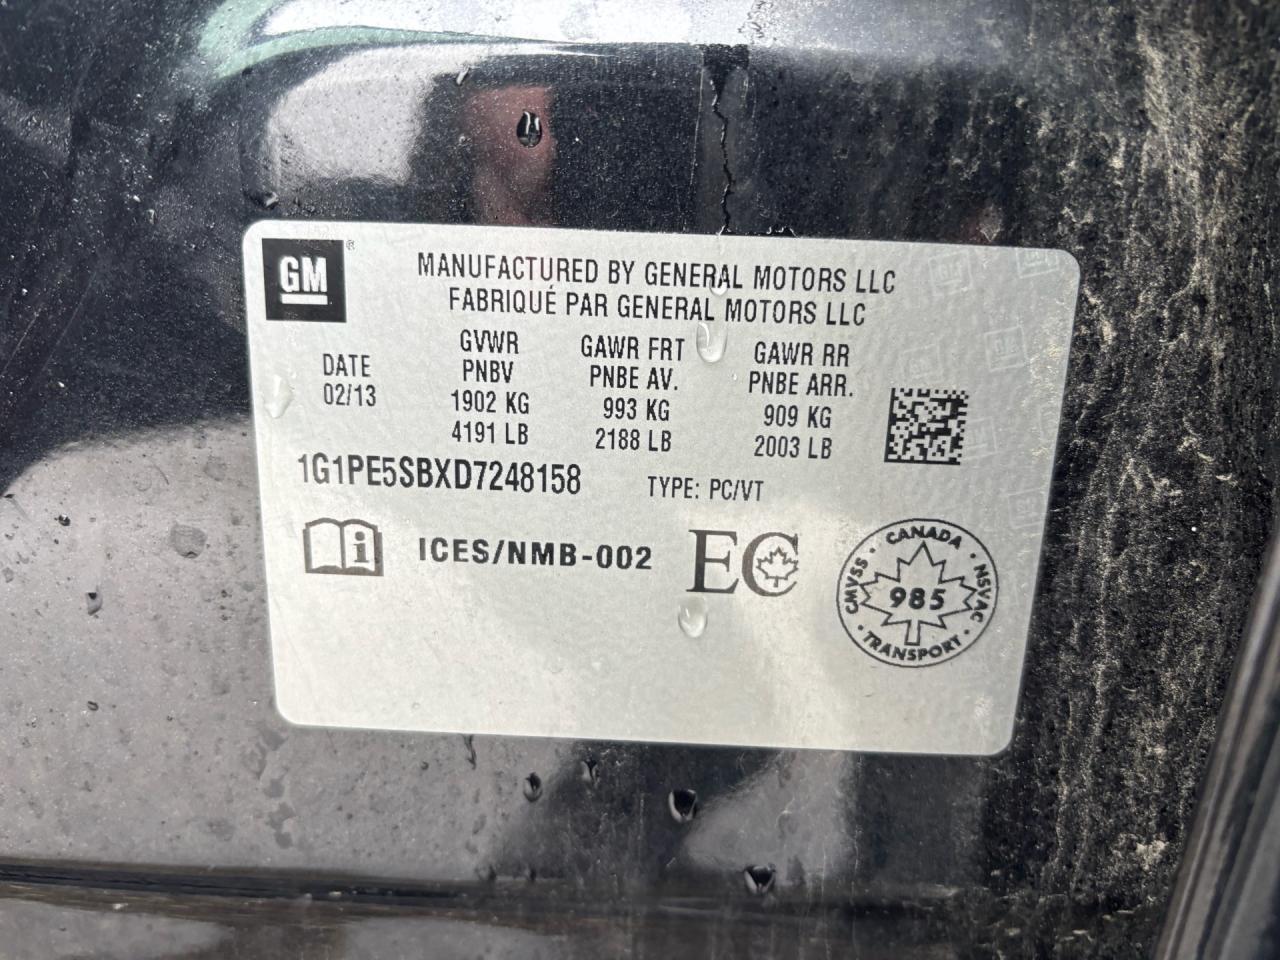 GM ®
MANUFACTURED BY GENERAL MOTORS LLC
FABRIQUÉ PAR GENERAL MOTORS LLC
DATE
02/13
GVWR
PNBV
1902 KG
4191 LB
GAWR FRT
PNBE AV.
993 KG
2188 LB
GAWR RR
PNBE ARR.
909 KG
2003 LB
1G1PE5SBXD7248158 TYPE: PC/VT
i ICES/NMB-002 EC
CMVSS · CANADA · NSVAC · TRANSPORT ·
985